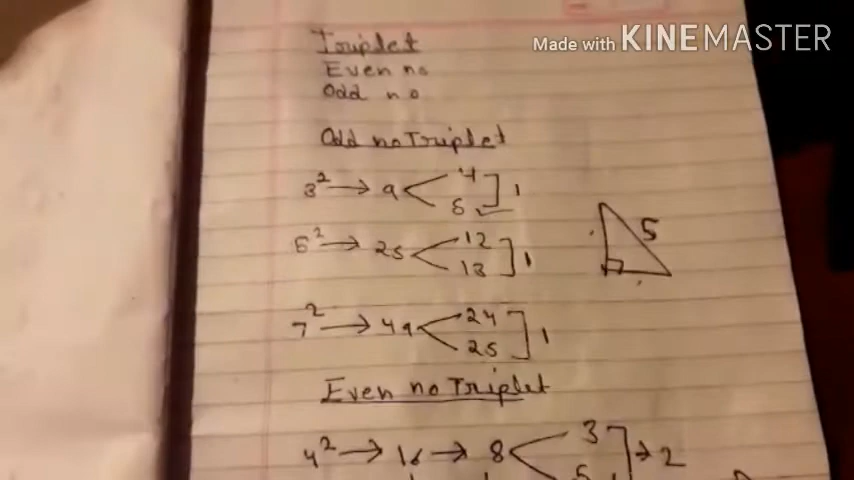 Made with KINEMASTER
Triplet
Even no
Odd no
Odd no Triplet
3² → 9 < 4 5 ] 1
5² → 25 < 12 13 ] 1
5
7² → 49 < 24 25 ] 1
Even no Triplet
4² → 16 → 8 < 3 5 ] → 2